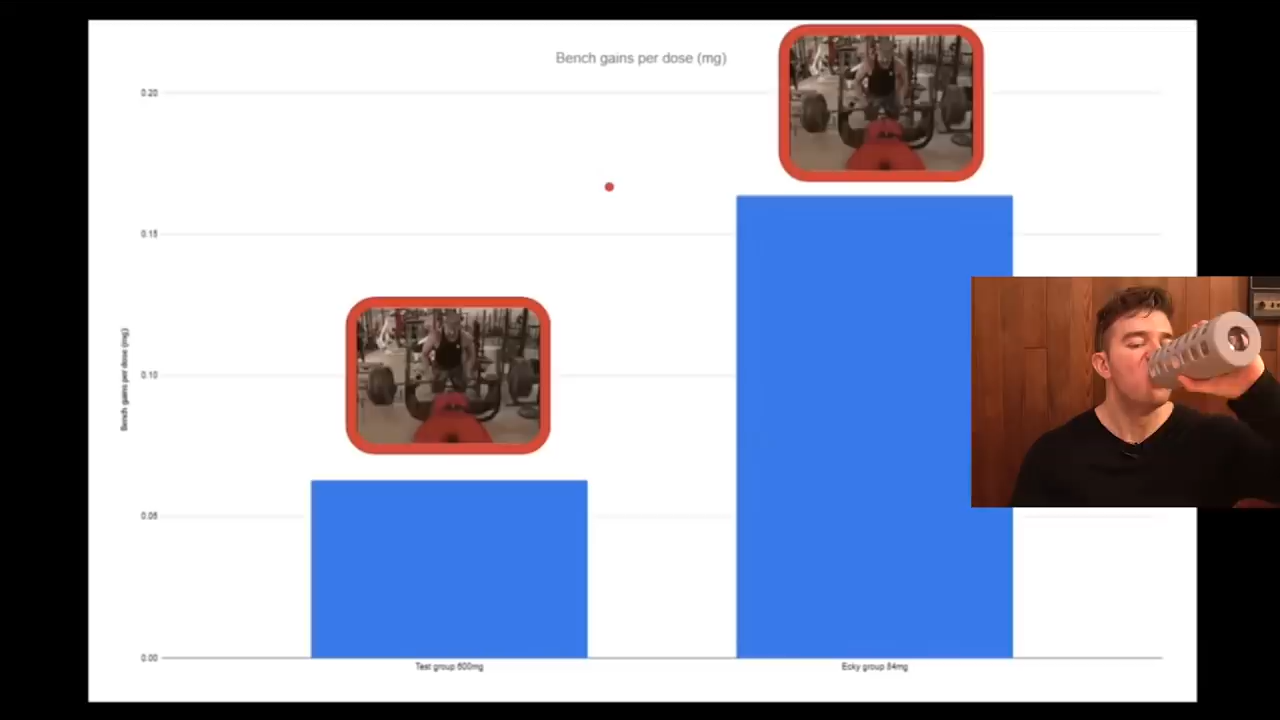 Bench gains per dose (mg)
0.20
0.15
0.10
0.05
0.00
Bench gains per dose (mg)
Test group 600mg
Ecky group 84mg